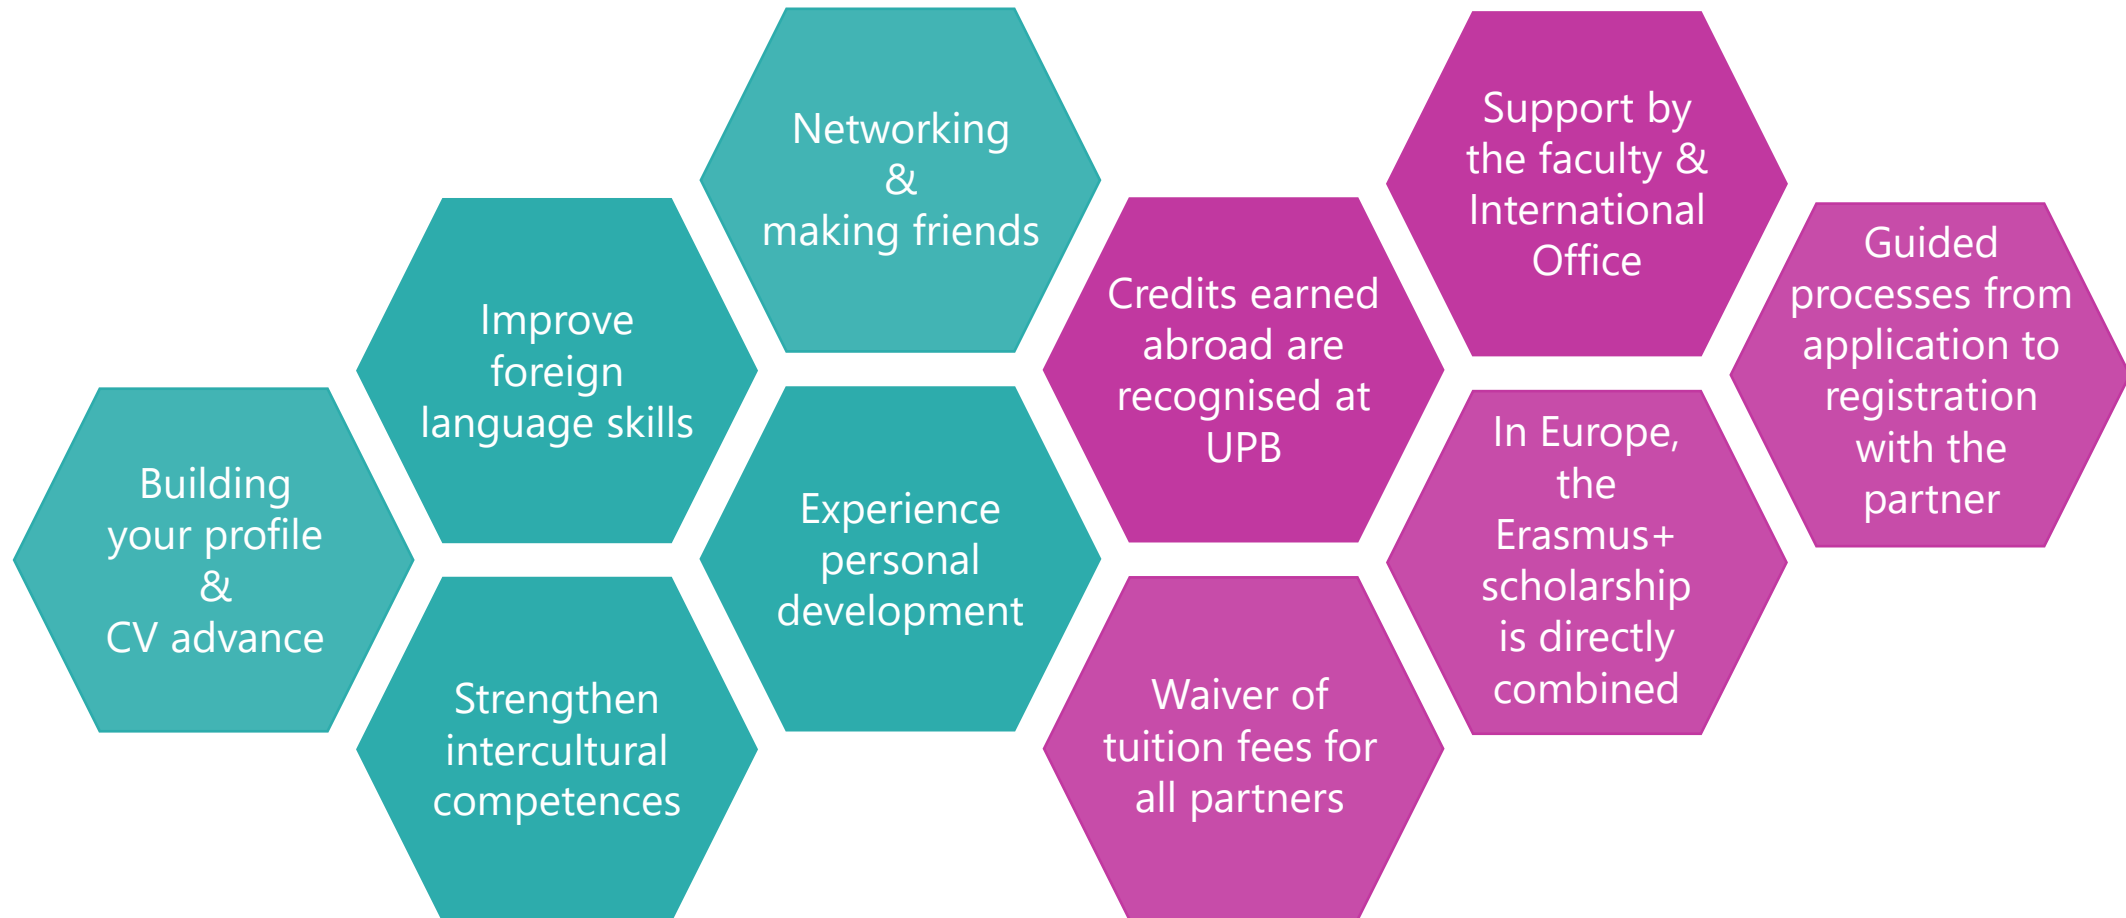 Building
your profile
&
CV advance
Improve
foreign
language skills
Strengthen
intercultural
competences
Networking
&
making friends
Experience
personal
development
Credits earned
abroad are
recognised at
UPB
Waiver of
tuition fees for
all partners
Support by
the faculty &
International
Office
In Europe,
the
Erasmus+
scholarship
is directly
combined
Guided
processes from
application to
registration
with the
partner